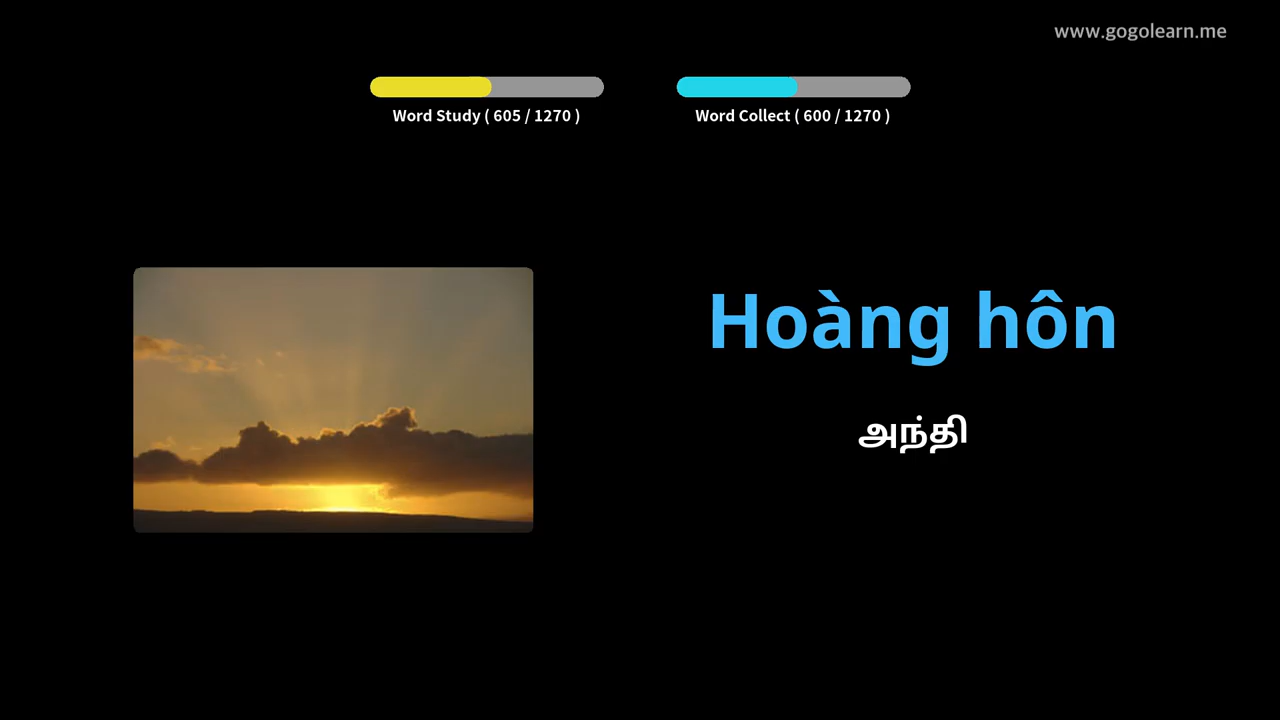 www.gogolearn.me
Word Study ( 605 / 1270 )
Word Collect ( 600 / 1270 )
Hoàng hôn
அந்தி